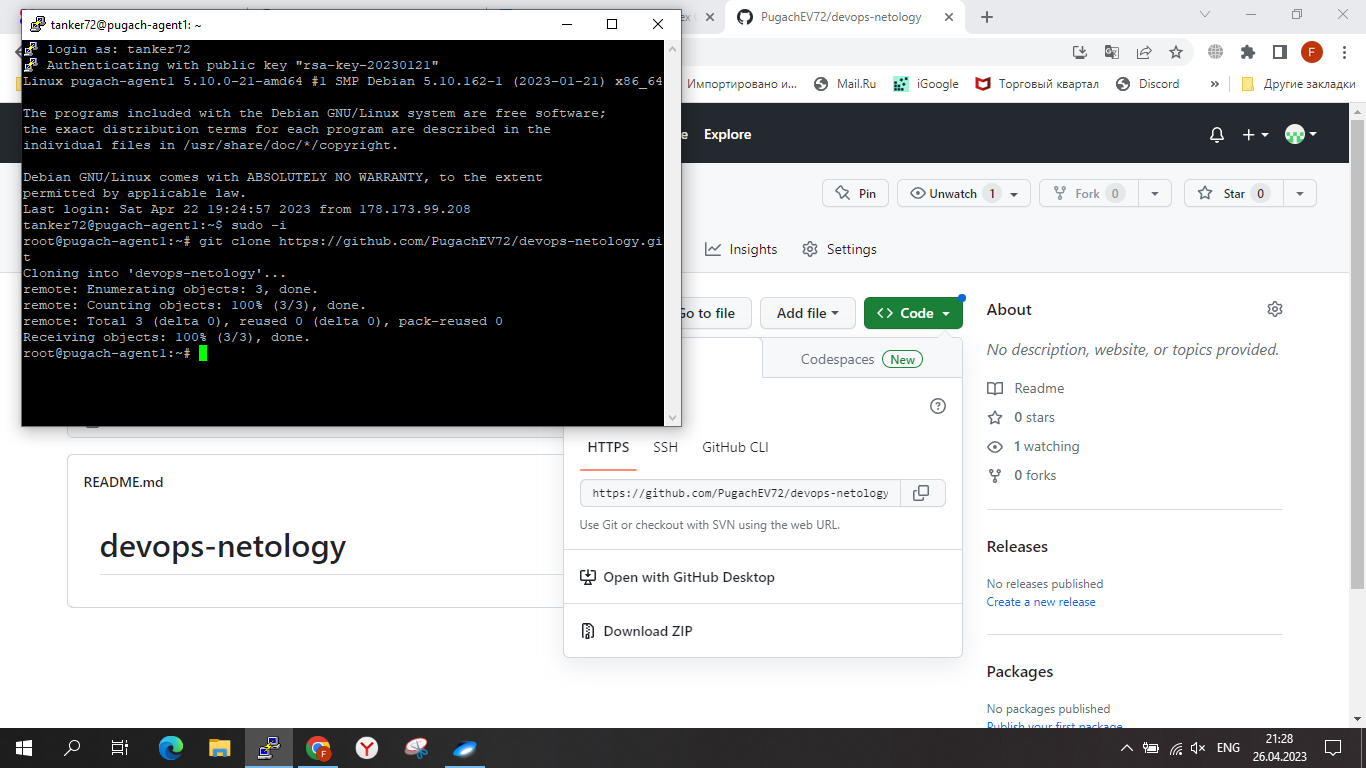 tanker72@pugach-agent1: ~
login as: tanker72
Authenticating with public key "rsa-key-20230121"
Linux pugach-agent1 5.10.0-21-amd64 #1 SMP Debian 5.10.162-1 (2023-01-21) x86_64
The programs included with the Debian GNU/Linux system are free software;
the exact distribution terms for each program are described in the
individual files in /usr/share/doc/*/copyright.
Debian GNU/Linux comes with ABSOLUTELY NO WARRANTY, to the extent
permitted by applicable law.
Last login: Sat Apr 22 19:24:57 2023 from 178.173.99.208
tanker72@pugach-agent1:~$ sudo -i
root@pugach-agent1:~# git clone https://github.com/PugachEV72/devops-netology.gi
t
Cloning into 'devops-netology'...
remote: Enumerating objects: 3, done.
remote: Counting objects: 100% (3/3), done.
remote: Total 3 (delta 0), reused 0 (delta 0), pack-reused 0
Receiving objects: 100% (3/3), done.
root@pugach-agent1:~#
PugachEV72/devops-netology
F
Импортировано и... Mail.Ru iGoogle Торговый квартал Discord » Другие закладки
Explore
Pin Unwatch 1 Fork 0 Star 0
Insights Settings
Go to file Add file Code
Codespaces New
HTTPS SSH GitHub CLI
https://github.com/PugachEV72/devops-netology
Use Git or checkout with SVN using the web URL.
Open with GitHub Desktop
Download ZIP
README.md
devops-netology
About
No description, website, or topics provided.
Readme
0 stars
1 watching
0 forks
Releases
No releases published
Create a new release
Packages
No packages published
Publish your first package
ENG
21:28
26.04.2023